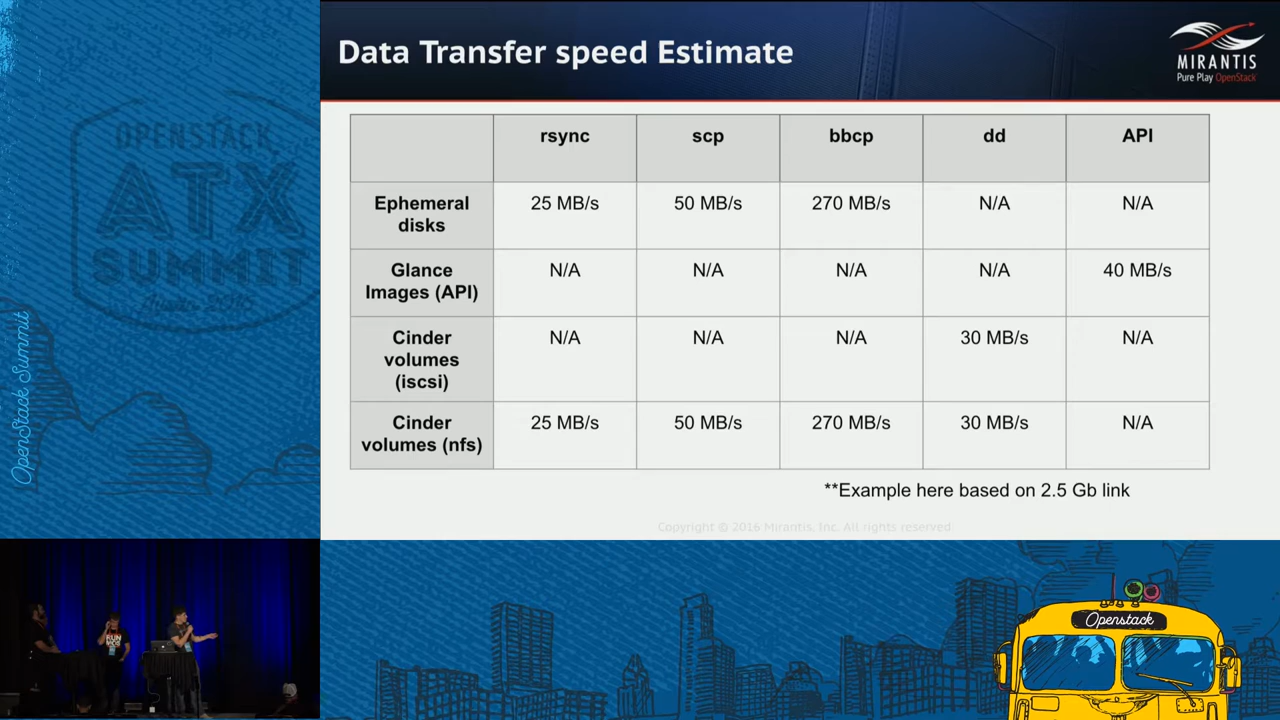 OPENSTACK
ATX
SUMMIT
Austin 2016
OpenStack Summit
Data Transfer speed Estimate
MIRANTIS
Pure Play OpenStack
rsync scp bbcp dd API
Ephemeral disks 25 MB/s 50 MB/s 270 MB/s N/A N/A
Glance Images (API) N/A N/A N/A N/A 40 MB/s
Cinder volumes (iscsi) N/A N/A N/A 30 MB/s N/A
Cinder volumes (nfs) 25 MB/s 50 MB/s 270 MB/s 30 MB/s N/A
**Example here based on 2.5 Gb link
Copyright © 2016 Mirantis, Inc. All rights reserved.
Openstack